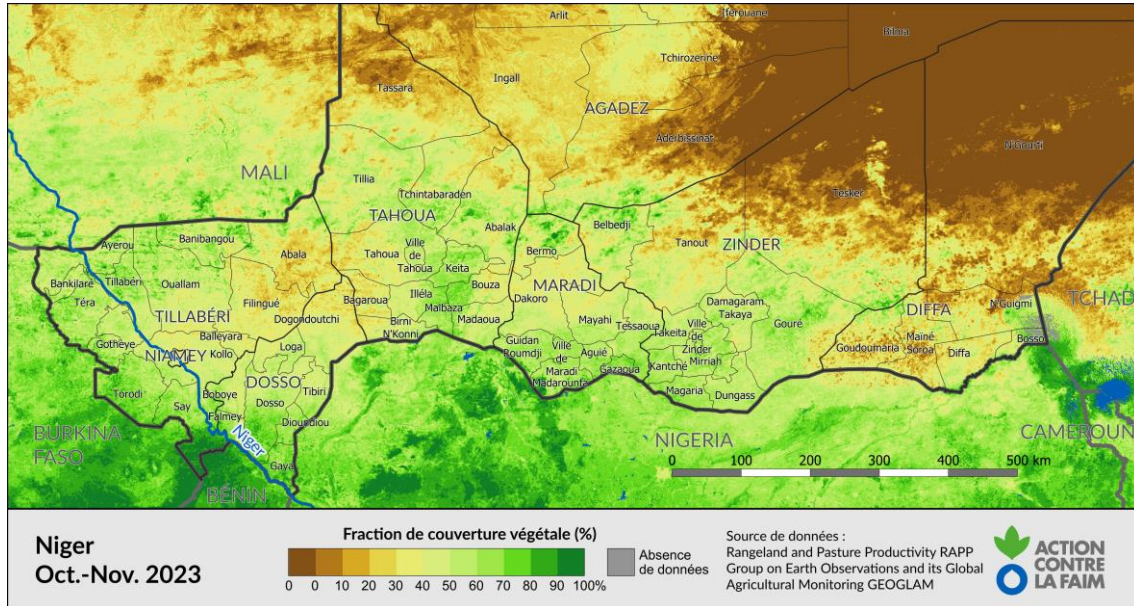 Arlit
Iférouane
Bilma
Tchirozerine
Tassara
Ingall
AGADEZ
Aderbissinat
N'Gourti
MALI
Tillia
Tesker
Tchintabaraden
TAHOUA
Abalak
Belbedji
Ayerou
Banibangou
Abala
Tahoua
Ville
de
Tahoua
Keita
Bermo
Tanout
ZINDER
Bankilaré
Tillabéri
Ouallam
Bouza
MARADI
Téra
Filingué
Bagaroua
Illéla
Dakoro
Damagaram
Takaya
N'Guigmi
TCHAD
TILLABÉRI
Dogondoutchi
Malbaza
DIFFA
Birni
N'Konni
Madaoua
Mayahi
Tessaoua
Takeita
Ville
de
Zinder
Gouré
Gothèye
Balleyara
NIAMEY
Kollo
Loga
Guidan
Roumdji
Ville
de
Maradi
Aguié
Mirriah
Goudoumaria
Maïné
Soroa
Diffa
Bosso
DOSSO
Madarounfa
Gazaoua
Kantché
Torodi
Say
Boboye
Tibiri
Magaria
Dungass
Dosso
Falmey
Dioundiou
BURKINA
FASO
Niger
NIGERIA
CAMEROUN
Gaya
BÉNIN
0 100 200 300 400 500 km
Niger
Oct.-Nov. 2023
Fraction de couverture végétale (%)
0 0 10 20 30 40 50 60 70 80 90 100%
Absence
de données
Source de données :
Rangeland and Pasture Productivity RAPP
Group on Earth Observations and its Global
Agricultural Monitoring GEOGLAM
ACTION
CONTRE
LA FAIM